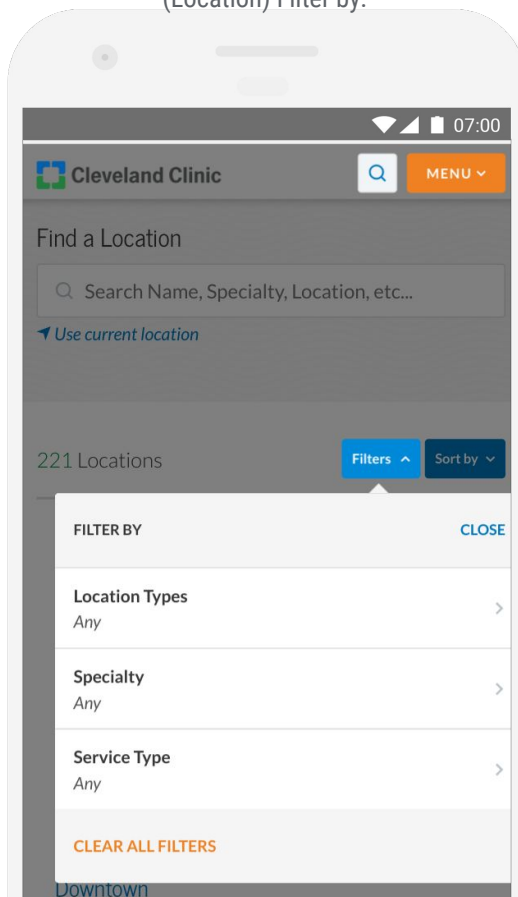 (Location) Filter by:
07:00
Cleveland Clinic
MENU
Find a Location
Search Name, Specialty, Location, etc...
Use current location
221 Locations
Filters
Sort by
FILTER BY
CLOSE
Location Types
Any
Specialty
Any
Service Type
Any
CLEAR ALL FILTERS
Downtown